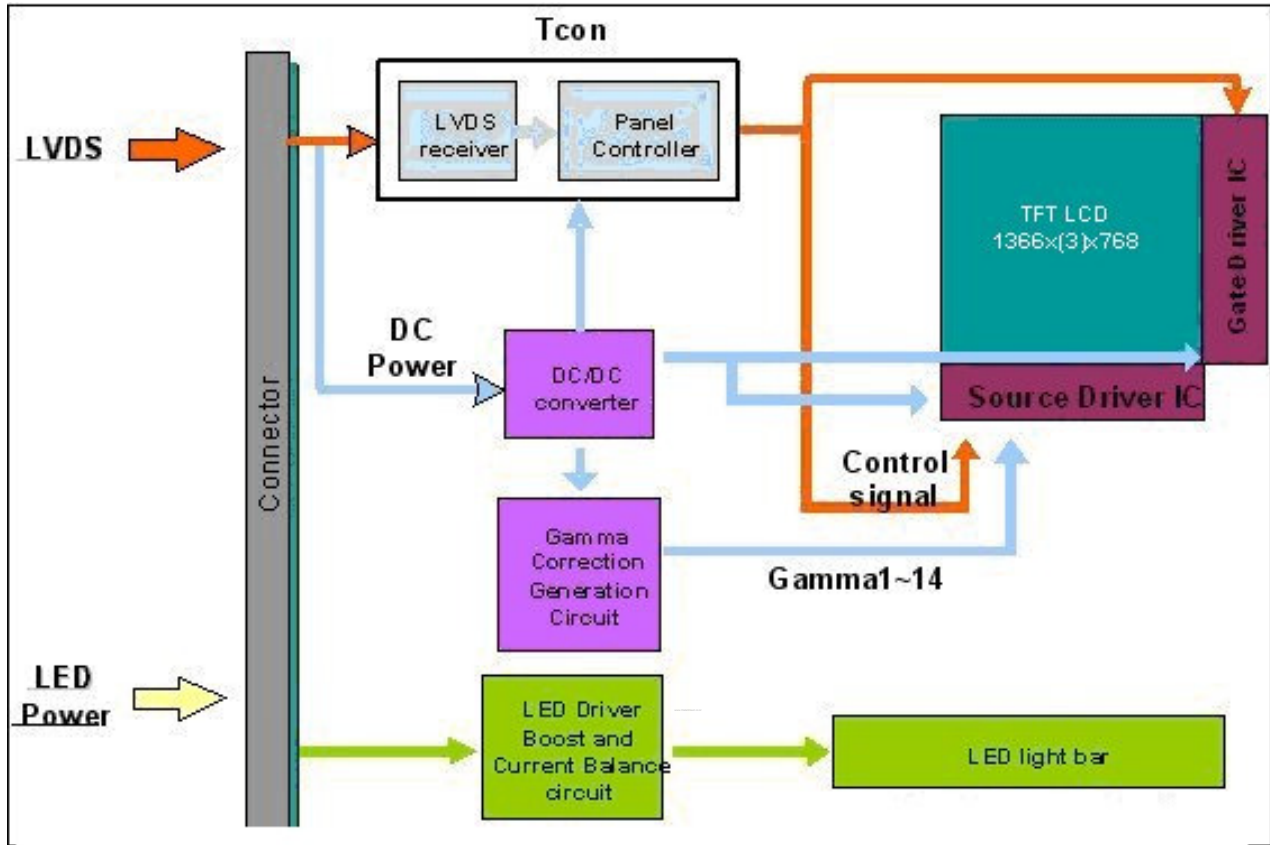 Tcon
LVDS
LVDS
receiver
Panel
Controller
TFT LCD
1366x(3)x768
Gate Driver IC
DC
Power
DC/DC
converter
Source Driver IC
Connector
Control
signal
Gamma
Correction
Generation
Circuit
Gamma1~14
LED
Power
LED Driver
Boost and
Current Balance
circuit
LED light bar